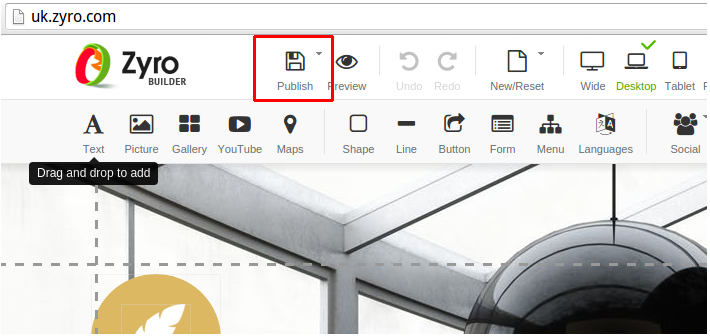 uk.zyro.com
Zyro
BUILDER
Publish
Preview
Undo
Redo
New/Reset
Wide
Desktop
Tablet
Text
Picture
Gallery
YouTube
Maps
Shape
Line
Button
Form
Menu
Languages
Social
Drag and drop to add